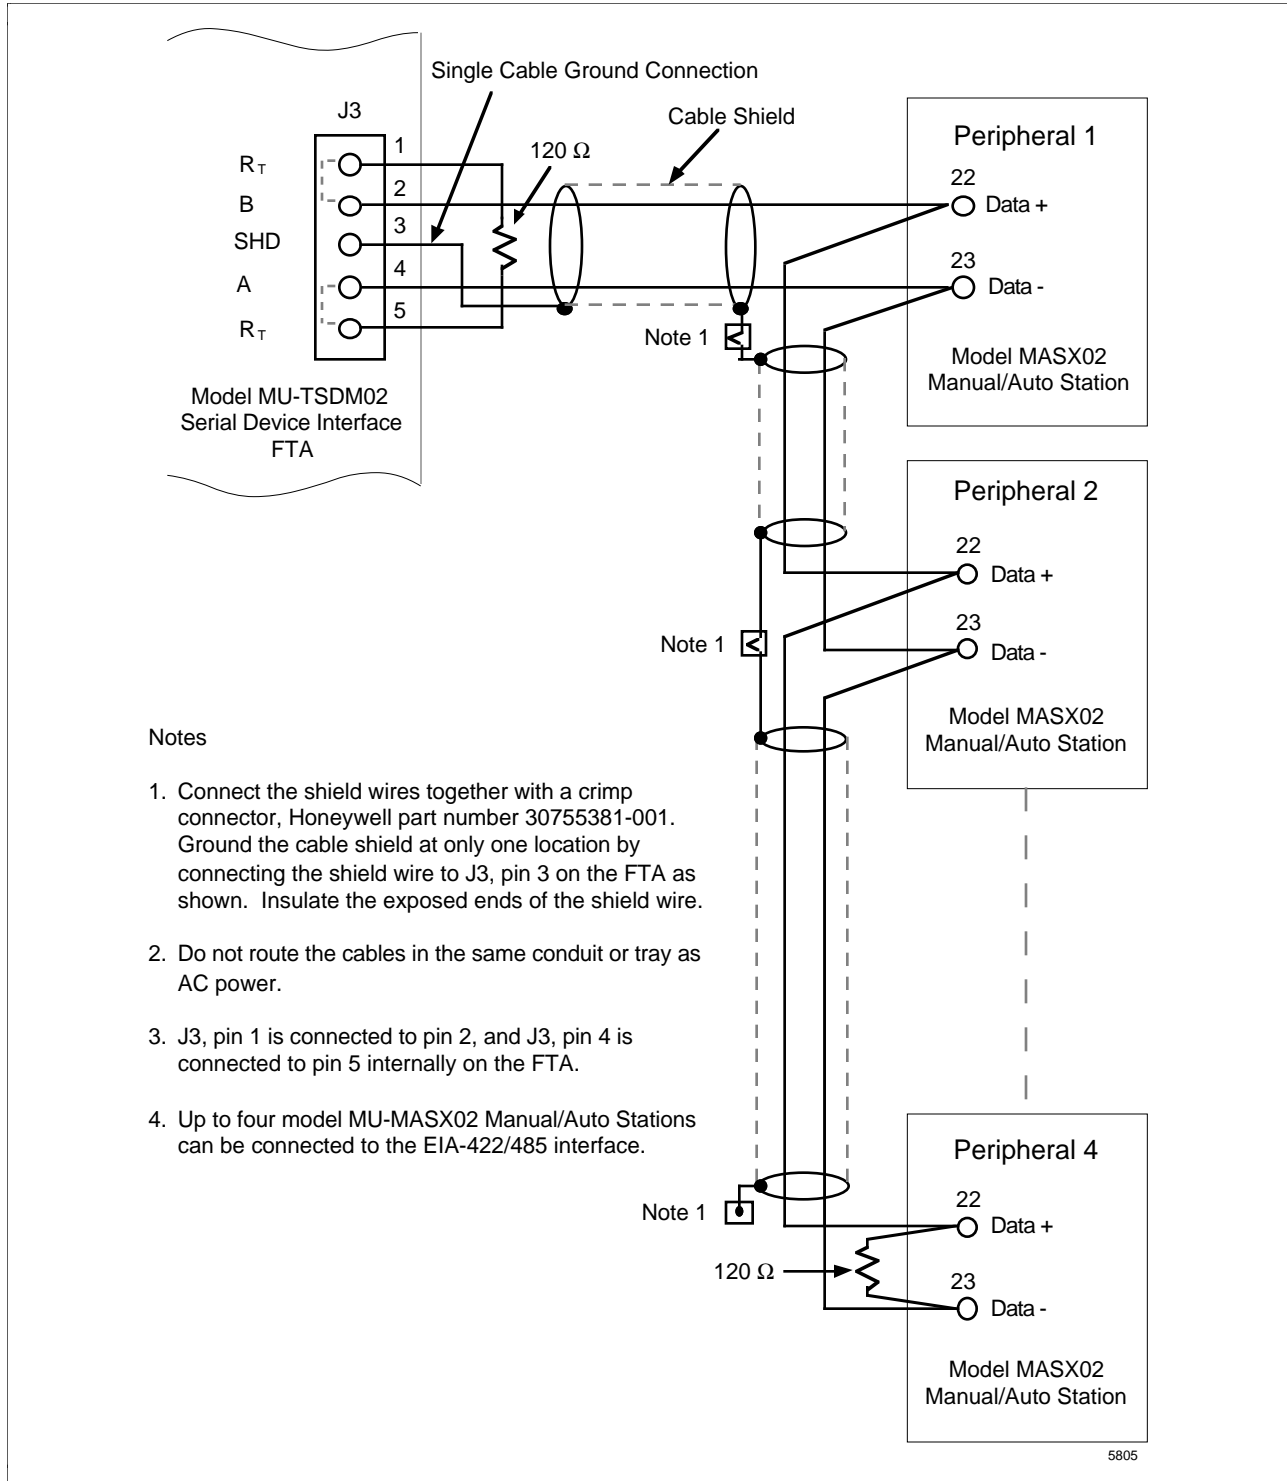 Single Cable Ground Connection
J3
Cable Shield
120 Ω
1
2
3
4
5
R T
B
SHD
A
R T
Model MU-TSDM02
Serial Device Interface
FTA
Note 1
Peripheral 1
22
Data +
23
Data -
Model MASX02
Manual/Auto Station
Peripheral 2
22
Data +
23
Data -
Model MASX02
Manual/Auto Station
Note 1
Notes
1. Connect the shield wires together with a crimp
connector, Honeywell part number 30755381-001.
Ground the cable shield at only one location by
connecting the shield wire to J3, pin 3 on the FTA as
shown. Insulate the exposed ends of the shield wire.
2. Do not route the cables in the same conduit or tray as
AC power.
3. J3, pin 1 is connected to pin 2, and J3, pin 4 is
connected to pin 5 internally on the FTA.
4. Up to four model MU-MASX02 Manual/Auto Stations
can be connected to the EIA-422/485 interface.
Note 1
120 Ω
Peripheral 4
22
Data +
23
Data -
Model MASX02
Manual/Auto Station
5805